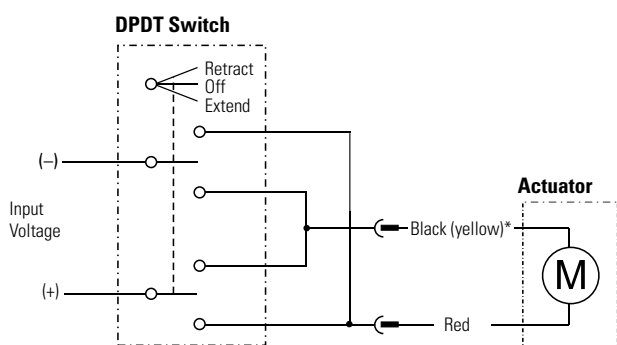 DPDT Switch
Retract
Off
Extend
(–)
Input
Voltage
(+)
Black (yellow)*
Red
Actuator
M